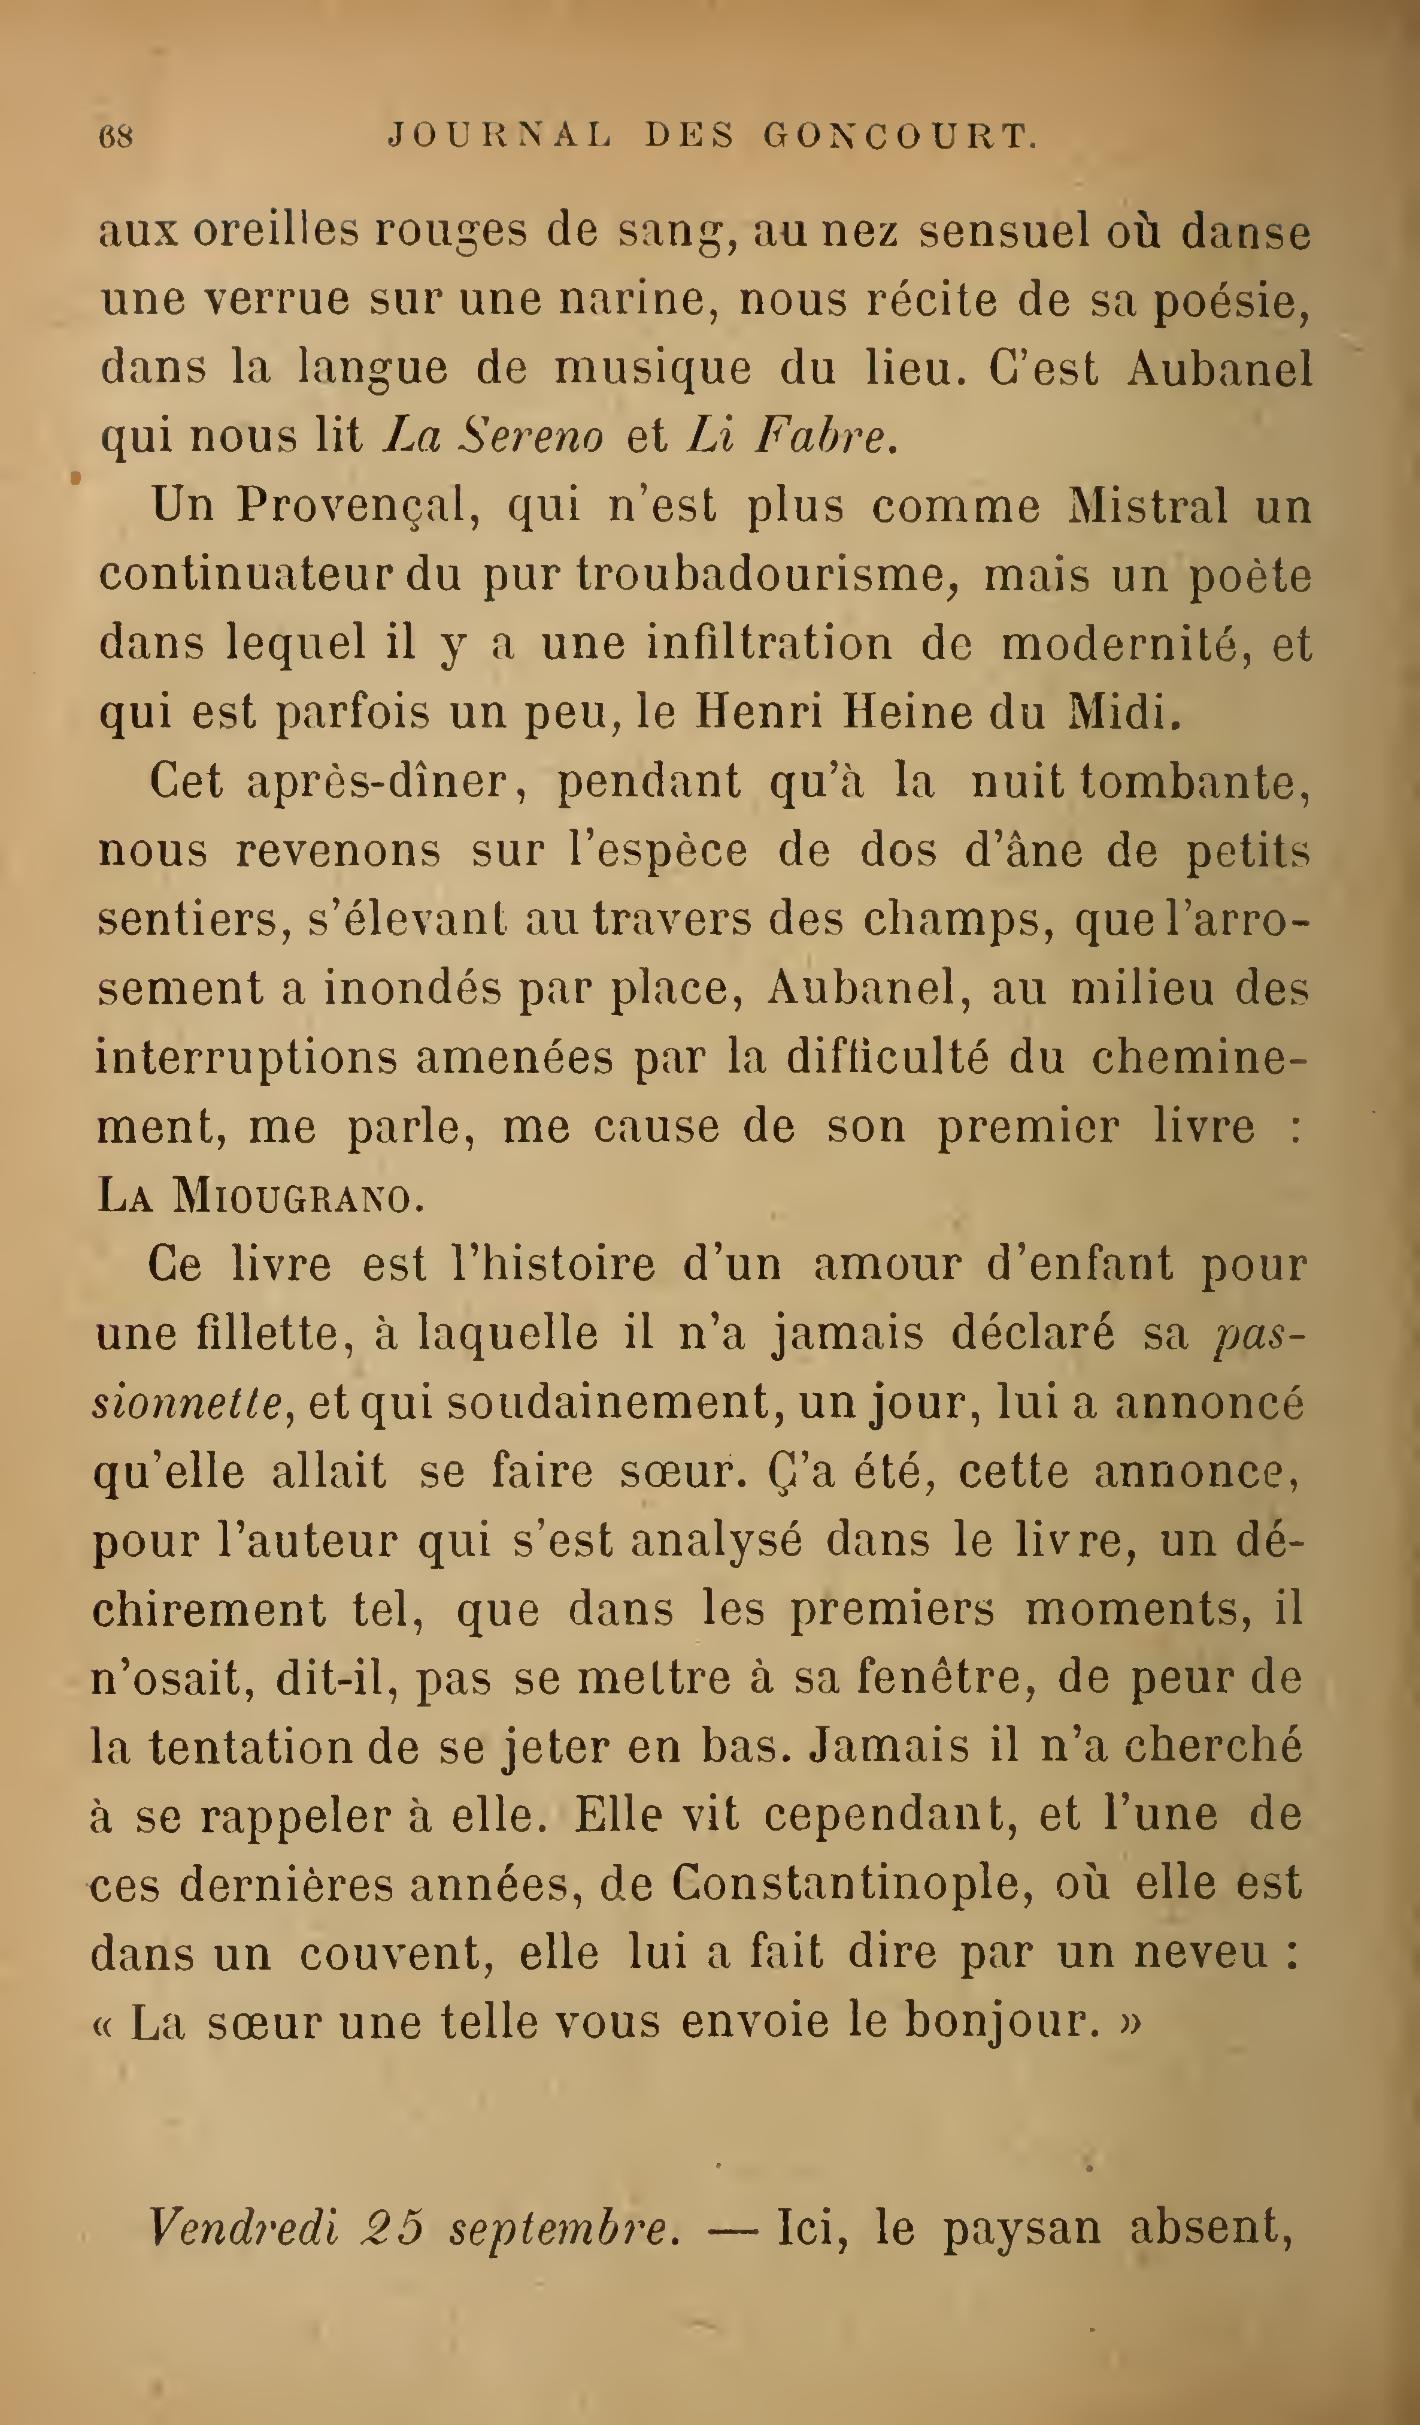 68 JOURNAL DES GONCOURT.
aux oreilles rouges de sang, au nez sensuel où danse
une verrue sur une narine, nous récite de sa poésie,
dans la langue de musique du lieu. C'est Aubanel
qui nous lit La Sereno et Li Fabre.
Un Provençal, qui n'est plus comme Mistral un
continuateur du pur troubadourisme, mais un poète
dans lequel il y a une infiltration de modernité, et
qui est parfois un peu, le Henri Heine du Midi.
Cet après-dîner, pendant qu'à la nuit tombante,
nous revenons sur l'espèce de dos d'âne de petits
sentiers, s'élevant au travers des champs, que l'arro-
sement a inondés par place, Aubanel, au milieu des
interruptions amenées par la difficulté du chemine-
ment, me parle, me cause de son premier livre :
LA MIOUGRANO.
Ce livre est l'histoire d'un amour d'enfant pour
une fillette, à laquelle il n'a jamais déclaré sa pas-
sionnette, et qui soudainement, un jour, lui a annoncé
qu'elle allait se faire sœur. Ç'a été, cette annonce,
pour l'auteur qui s'est analysé dans le livre, un dé-
chirement tel, que dans les premiers moments, il
n'osait, dit-il, pas se mettre à sa fenêtre, de peur de
la tentation de se jeter en bas. Jamais il n'a cherché
à se rappeler à elle. Elle vit cependant, et l'une de
ces dernières années, de Constantinople, où elle est
dans un couvent, elle lui a fait dire par un neveu :
« La sœur une telle vous envoie le bonjour. »
Vendredi 25 septembre. — Ici, le paysan absent,